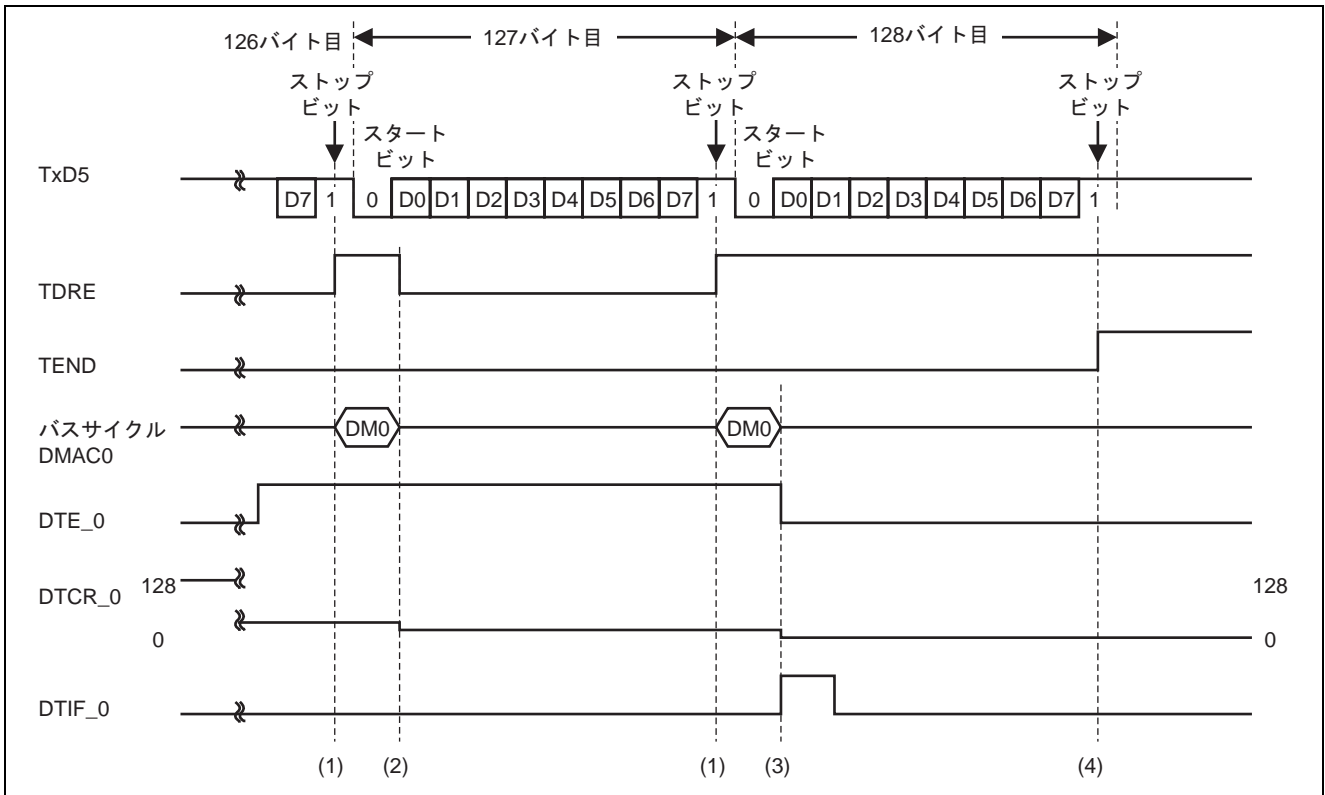 126バイト目 127バイト目 128バイト目
ストップ
ビット
ストップ
ビット
ストップ
ビット
スタート
ビット
スタート
ビット
TxD5 D7 1 0 D0 D1 D2 D3 D4 D5 D6 D7 1 0 D0 D1 D2 D3 D4 D5 D6 D7 1
TDRE
TEND
バスサイクル
DMAC0
DM0 DM0
DTE_0
DTCR_0 128 128
0 0
DTIF_0
(1) (2) (1) (3) (4)